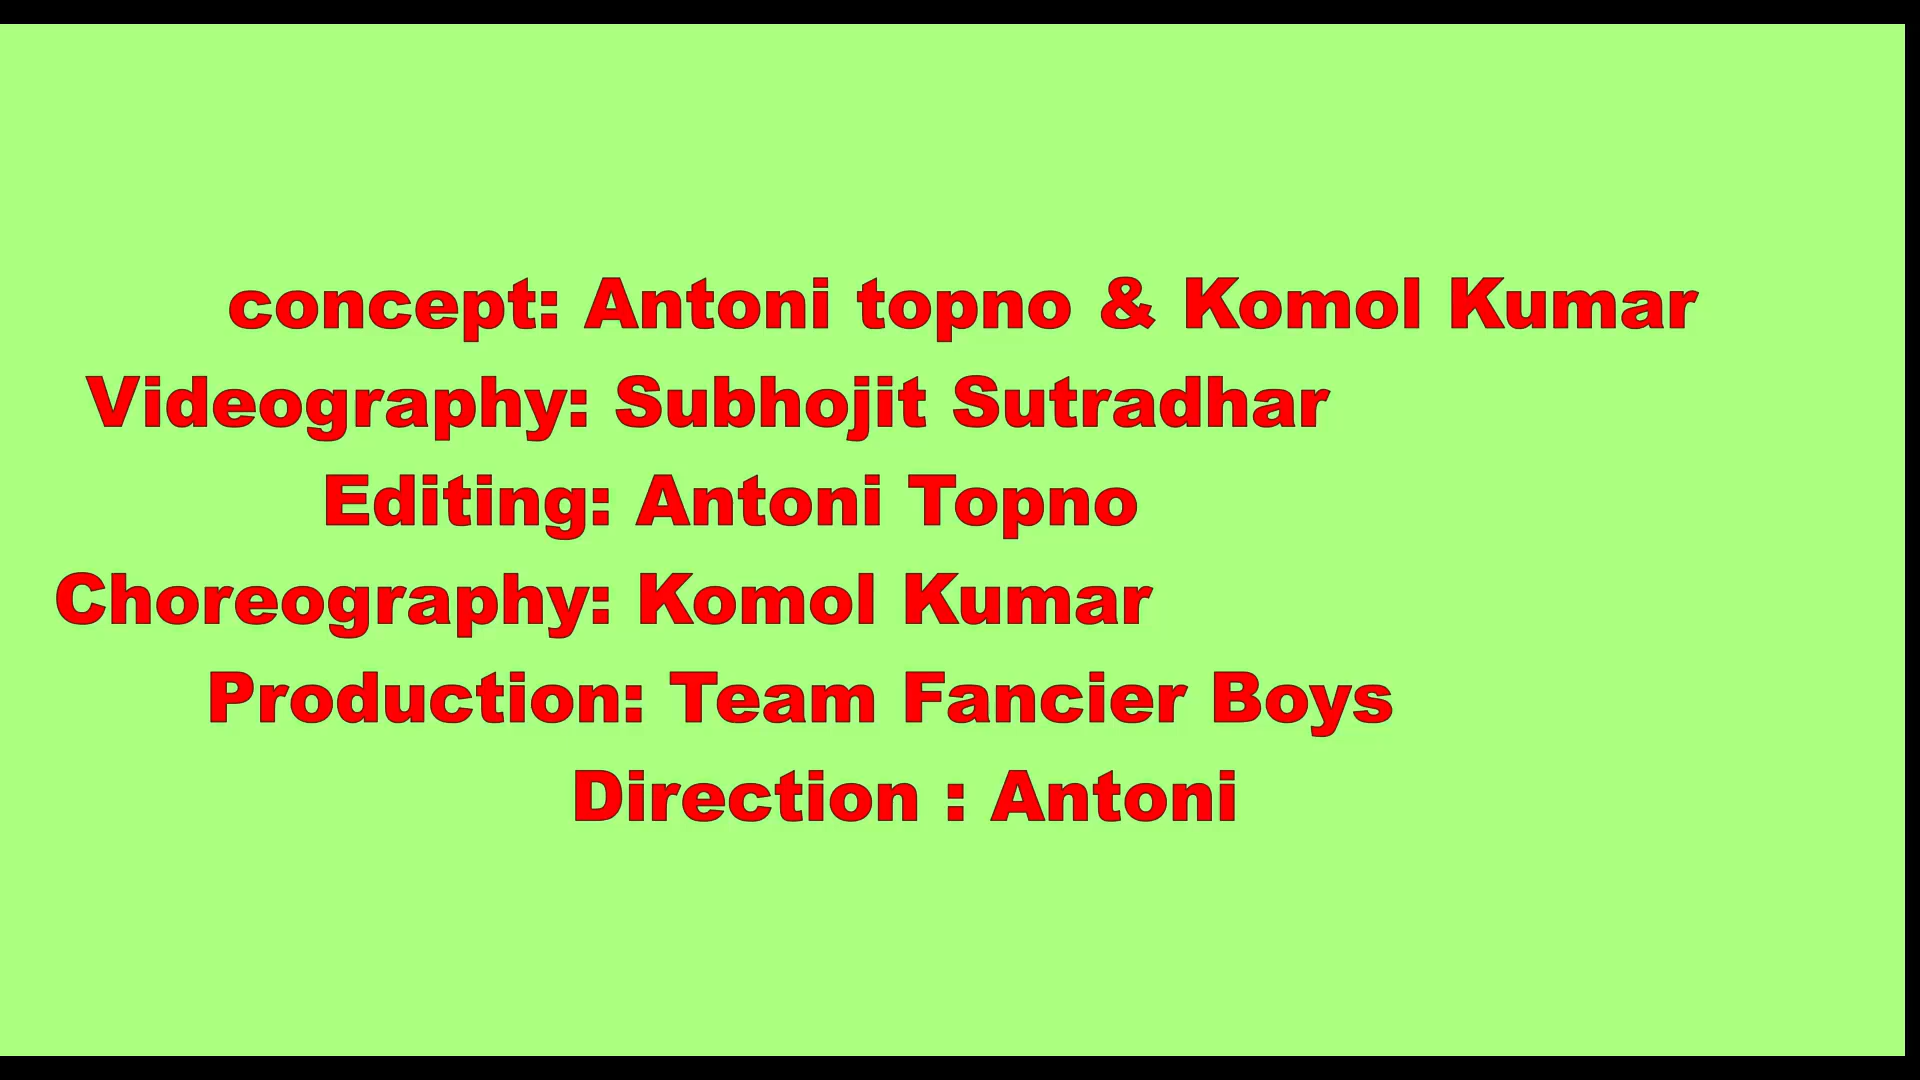 concept: Antoni topno & Komol Kumar
Videography: Subhojit Sutradhar
Editing: Antoni Topno
Choreography: Komol Kumar
Production: Team Fancier Boys
Direction : Antoni